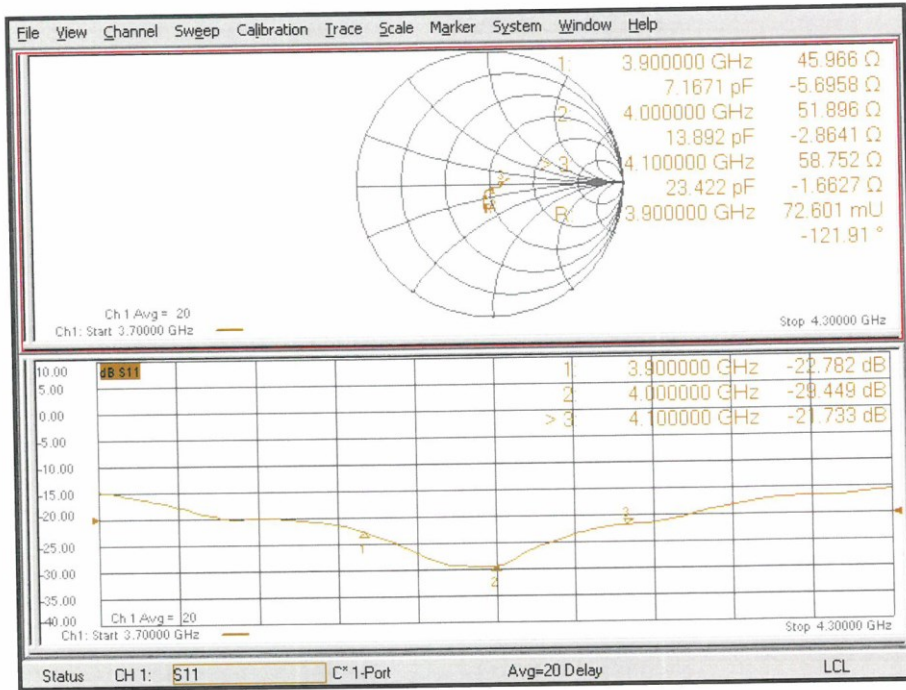 File View Channel Sweep Calibration Trace Scale Marker System Window Help
1: 3.900000 GHz 45.966 Ω
7.1671 pF -5.6958 Ω
2: 4.000000 GHz 51.896 Ω
13.892 pF -2.8641 Ω
> 3: 4.100000 GHz 58.752 Ω
23.422 pF -1.6627 Ω
R: 3.900000 GHz 72.601 mU
-121.91 °
Ch 1 Avg = 20
Ch1: Start 3.70000 GHz
Stop 4.30000 GHz
dB S11
10.00
5.00
0.00
-5.00
-10.00
-15.00
-20.00
-25.00
-30.00
-35.00
-40.00
1: 3.900000 GHz -22.782 dB
2: 4.000000 GHz -29.449 dB
> 3: 4.100000 GHz -21.733 dB
1
2
3
Ch 1 Avg = 20
Ch1: Start 3.70000 GHz
Stop 4.30000 GHz
Status CH 1: S11 C* 1-Port Avg=20 Delay LCL